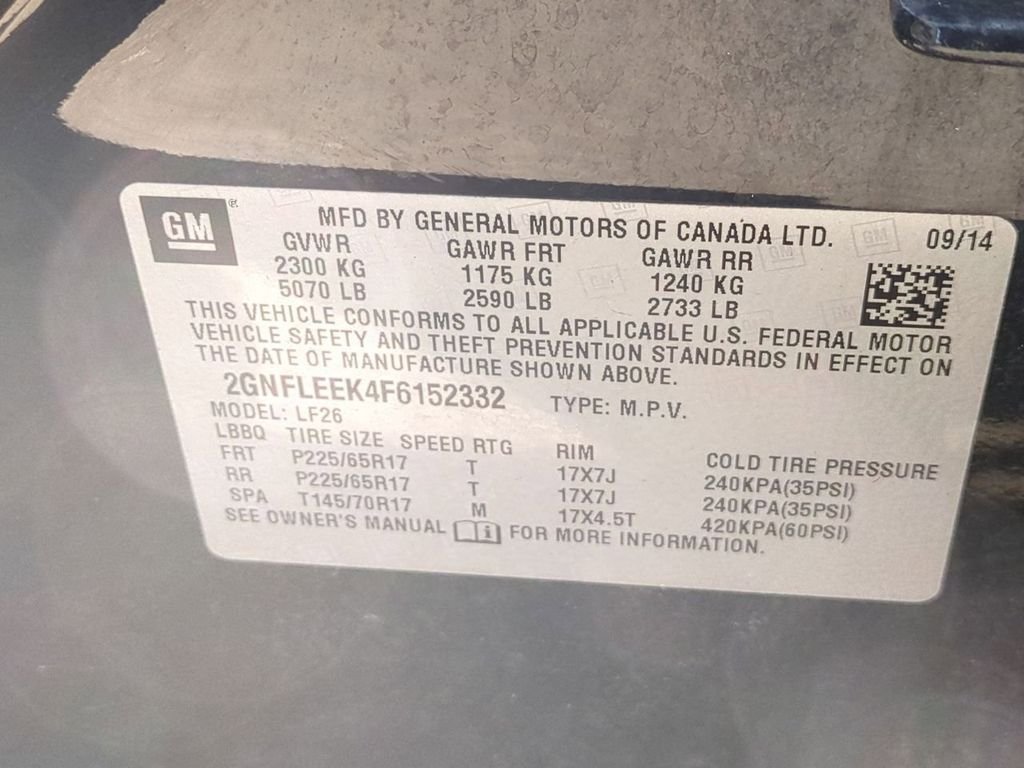 GM ®
MFD BY GENERAL MOTORS OF CANADA LTD. 09/14
GVWR GAWR FRT GAWR RR
2300 KG 1175 KG 1240 KG
5070 LB 2590 LB 2733 LB
THIS VEHICLE CONFORMS TO ALL APPLICABLE U.S. FEDERAL MOTOR
VEHICLE SAFETY AND THEFT PREVENTION STANDARDS IN EFFECT ON
THE DATE OF MANUFACTURE SHOWN ABOVE.
2GNFLEEK4F6152332 TYPE: M.P.V.
MODEL: LF26
LBBQ TIRE SIZE SPEED RTG RIM COLD TIRE PRESSURE
FRT P225/65R17 T 17X7J 240KPA(35PSI)
RR P225/65R17 T 17X7J 240KPA(35PSI)
SPA T145/70R17 M 17X4.5T 420KPA(60PSI)
SEE OWNER'S MANUAL FOR MORE INFORMATION.